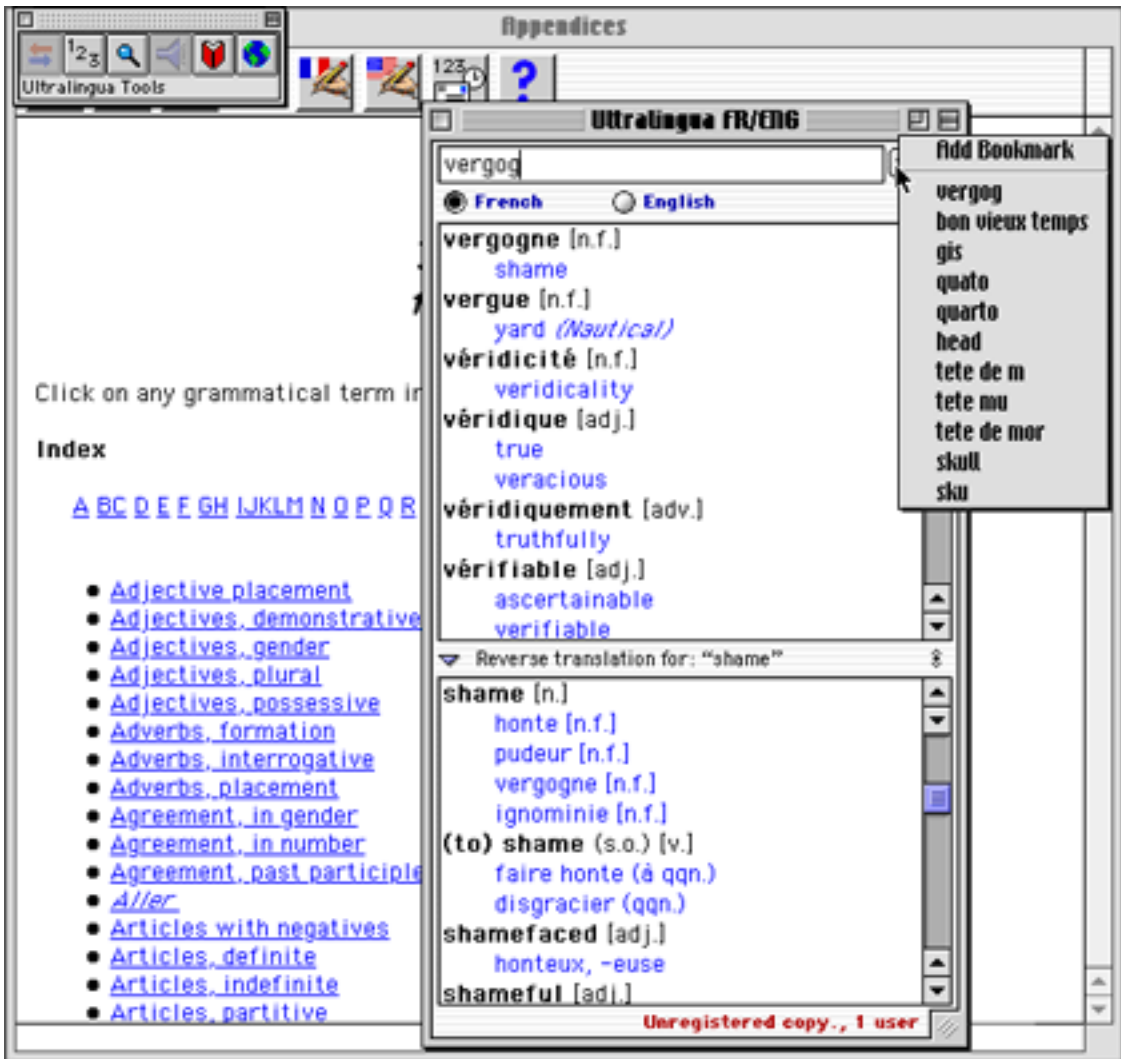 Appendices
123
Ultralingua Tools
123
?
Ultralingua FR/ENG
vergog
French
English
vergogne [n.f.]
shame
vergue [n.f.]
yard (Nautical)
véridicité [n.f.]
veridicality
véridique [adj.]
true
veracious
véridiquement [adv.]
truthfully
vérifiable [adj.]
ascertainable
verifiable
Reverse translation for: “shame”
shame [n.]
honte [n.f.]
pudeur [n.f.]
vergogne [n.f.]
ignominie [n.f.]
(to) shame (s.o.) [v.]
faire honte (à qqn.)
disgracier (qqn.)
shamefaced [adj.]
honteux, -euse
shameful [adj.]
Unregistered copy., 1 user
Add Bookmark
vergog
bon vieux temps
gis
quato
quarto
head
tete de m
tete mu
tete de mor
skull
sku
Click on any grammatical term in
Index
A BC D E F GH IJKLM N O P Q R
Adjective placement
Adjectives, demonstrative
Adjectives, gender
Adjectives, plural
Adjectives, possessive
Adverbs, formation
Adverbs, interrogative
Adverbs, placement
Agreement, in gender
Agreement, in number
Agreement, past participle
Aller
Articles with negatives
Articles, definite
Articles, indefinite
Articles, partitive